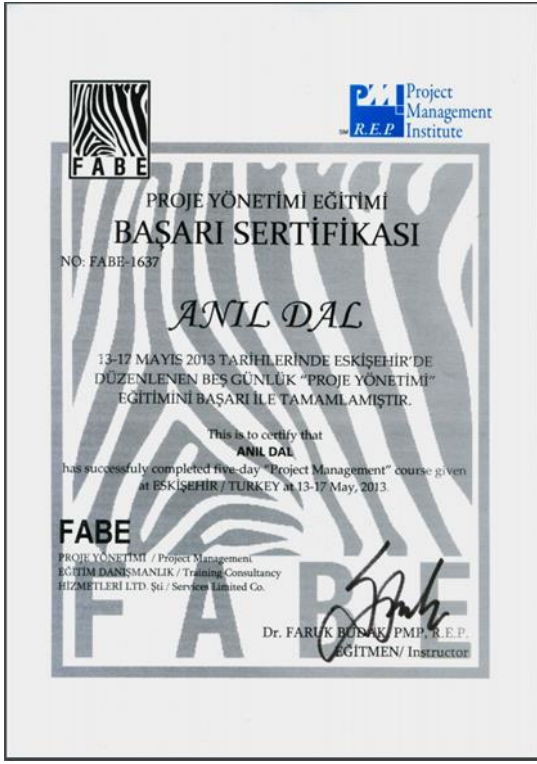 FABE
PM
SM R.E.P
Project
Management
Institute
PROJE YÖNETİMİ EĞİTİMİ
BAŞARI SERTİFİKASI
NO: FABE-1637
ANIL DAL
13-17 MAYIS 2013 TARİHLERİNDE ESKİŞEHİR'DE
DÜZENLENEN BEŞ GÜNLÜK "PROJE YÖNETİMİ"
EĞİTİMİNİ BAŞARI İLE TAMAMLAMIŞTIR.
This is to certify that
ANIL DAL
has successfuly completed five-day "Project Management" course given
at ESKİŞEHİR / TURKEY at 13-17 May, 2013
FABE
PROJE YÖNETİMİ / Project Management
EĞİTİM DANIŞMANLIK / Training Consultancy
HİZMETLERİ LTD. Şti / Services Limited Co.
FABE
Dr. FARUK BUDAK, PMP, R.E.P.
EĞİTMEN/ Instructor